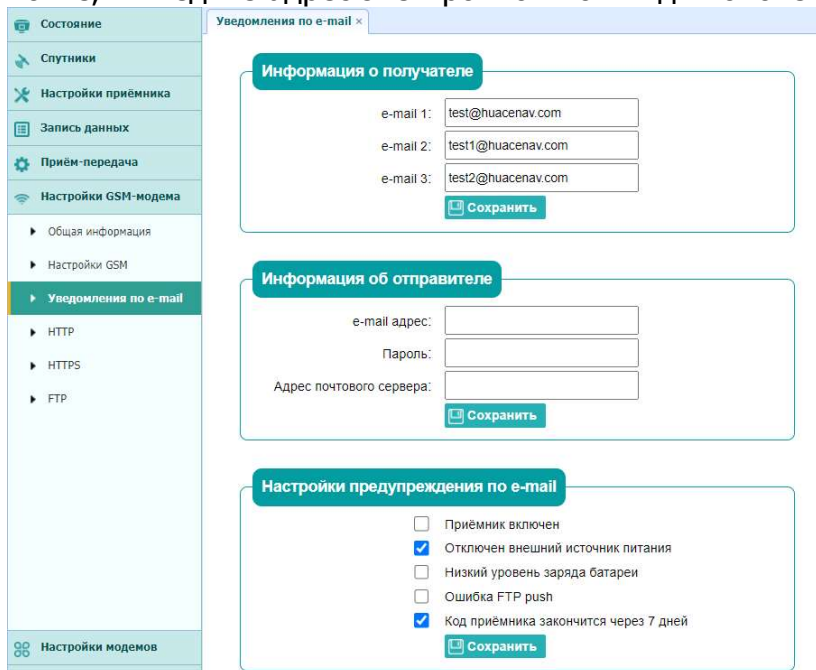 Состояние
Спутники
Настройки приёмника
Запись данных
Приём-передача
Настройки GSM-модема
Общая информация
Настройки GSM
Уведомления по e-mail
HTTP
HTTPS
FTP
Настройки модемов
Уведомления по e-mail ×
Информация о получателе
e-mail 1: test@huacenav.com
e-mail 2: test1@huacenav.com
e-mail 3: test2@huacenav.com
Сохранить
Информация об отправителе
e-mail адрес:
Пароль:
Адрес почтового сервера:
Сохранить
Настройки предупреждения по e-mail
Приёмник включен
Отключен внешний источник питания
Низкий уровень заряда батареи
Ошибка FTP push
Код приёмника закончится через 7 дней
Сохранить